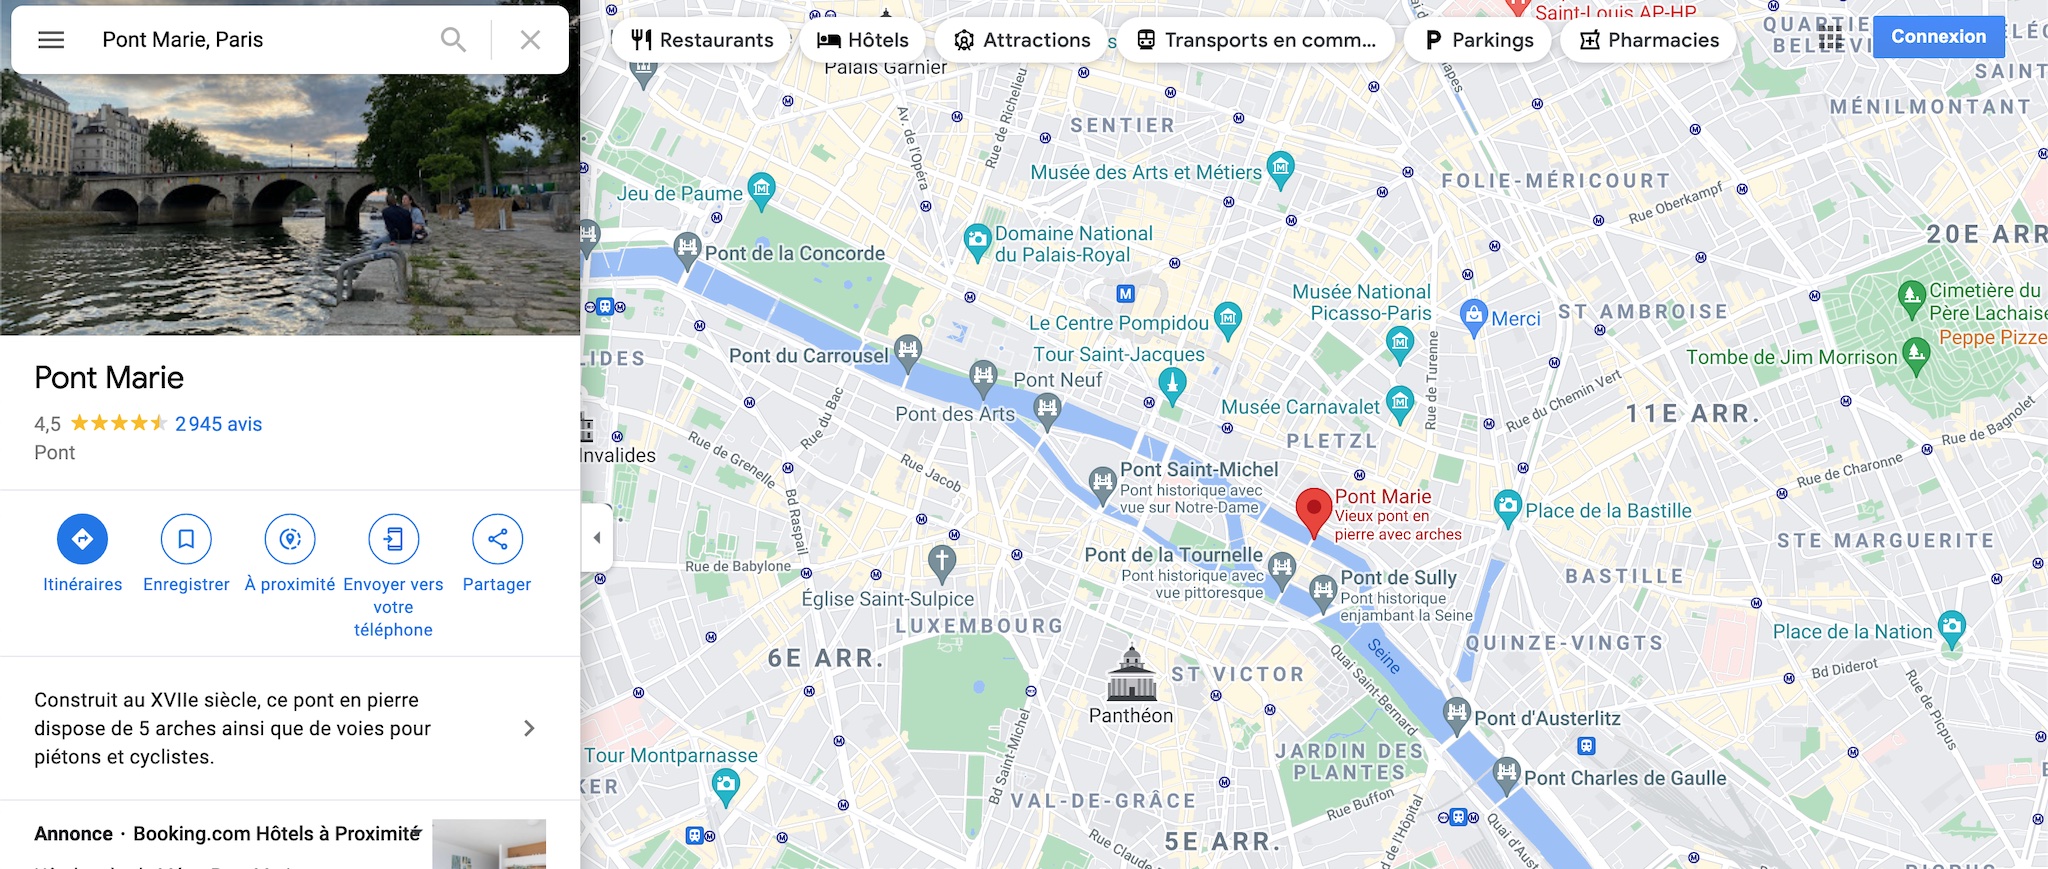 Pont Marie, Paris
Pont Marie
4,5
2 945 avis
Pont
Itinéraires
Enregistrer
À proximité
Envoyer vers
votre
téléphone
Partager
Construit au XVIIe siècle, ce pont en pierre
dispose de 5 arches ainsi que de voies pour
piétons et cyclistes.
Annonce · Booking.com Hôtels à Proximité
Restaurants
Hôtels
Attractions
Transports en comm...
Parkings
Pharmacies
Connexion
Saint-Louis AP-HP
Palais Garnier
SENTIER
MÉNILMONTANT
Av. de l'Opéra
Rue de Richelieu
Musée des Arts et Métiers
FOLIE-MÉRICOURT
Rue Oberkampf
Jeu de Paume
20E ARR
Domaine National
du Palais-Royal
Pont de la Concorde
Musée National
Picasso-Paris
Cimetière du
Père Lachaise
Peppe Pizze
Merci
ST AMBROISE
Le Centre Pompidou
Tour Saint-Jacques
Tombe de Jim Morrison
LIDES
Pont du Carrousel
Pont Neuf
Pont des Arts
Rue de Turenne
Rue du Chemin Vert
Musée Carnavalet
PLETZL
11E ARR.
Rue de Bagnolet
Rue du Bac
Rue de Grenelle
Rue Jacob
Invalides
Rue de Charonne
Pont Saint-Michel
Pont historique avec
vue sur Notre-Dame
Pont Marie
Vieux pont en
pierre avec arches
Place de la Bastille
STE MARGUERITE
Bd Raspail
Rue de Babylone
Pont de la Tournelle
Pont historique avec
vue pittoresque
Pont de Sully
Pont historique
enjambant la Seine
BASTILLE
Église Saint-Sulpice
LUXEMBOURG
6E ARR.
Seine
QUINZE-VINGTS
Place de la Nation
Bd Diderot
Quai Saint-Bernard
ST VICTOR
Panthéon
Rue de Picpus
Pont d'Austerlitz
Bd Saint-Michel
Tour Montparnasse
JARDIN DES
PLANTES
Pont Charles de Gaulle
VAL-DE-GRÂCE
Rue Buffon
5E ARR.
Rue Claude
d de l'Hôpital
Quai d'Aust